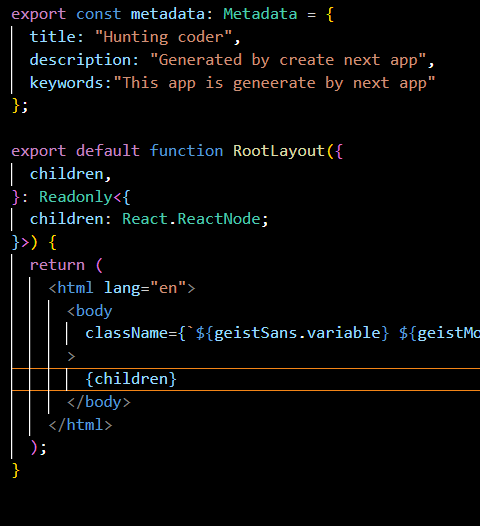 export const metadata: Metadata = {
title: "Hunting coder",
description: "Generated by create next app",
keywords:"This app is geneerate by next app"
};
export default function RootLayout({
children,
}: Readonly<{
children: React.ReactNode;
}>) {
return (
<html lang="en">
<body
className={`${geistSans.variable} ${geistMo
>
{children}
</body>
</html>
);
}